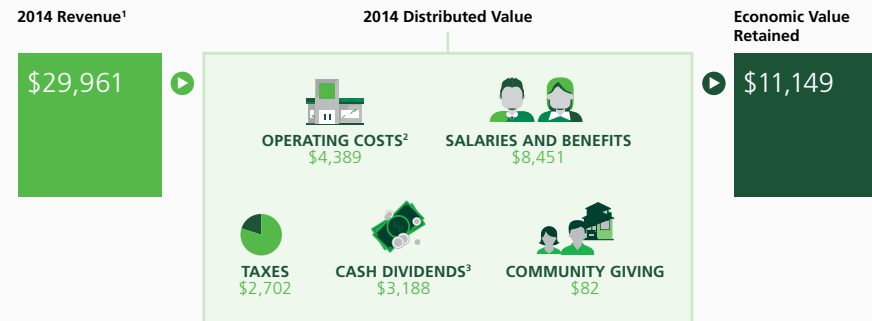 2014 Revenue¹
2014 Distributed Value
Economic Value
Retained
$29,961
$11,149
OPERATING COSTS²
$4,389
SALARIES AND BENEFITS
$8,451
TAXES
$2,702
CASH DIVIDENDS³
$3,188
COMMUNITY GIVING
$82